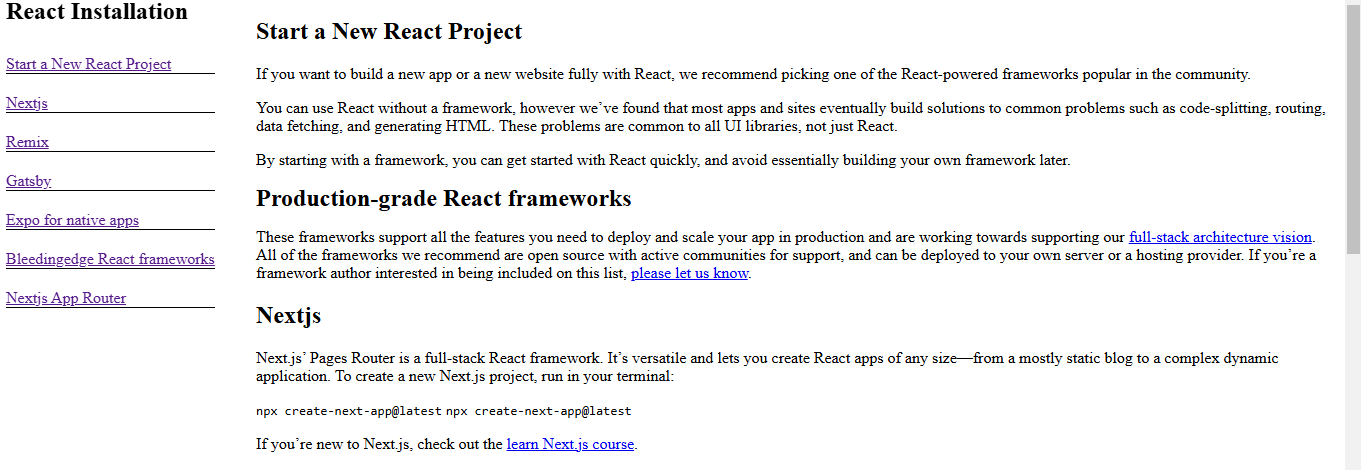 React Installation
Start a New React Project
Nextjs
Remix
Gatsby
Expo for native apps
Bleedingedge React frameworks
Nextjs App Router
Start a New React Project
If you want to build a new app or a new website fully with React, we recommend picking one of the React-powered frameworks popular in the community.
You can use React without a framework, however we’ve found that most apps and sites eventually build solutions to common problems such as code-splitting, routing,
data fetching, and generating HTML. These problems are common to all UI libraries, not just React.
By starting with a framework, you can get started with React quickly, and avoid essentially building your own framework later.
Production-grade React frameworks
These frameworks support all the features you need to deploy and scale your app in production and are working towards supporting our full-stack architecture vision.
All of the frameworks we recommend are open source with active communities for support, and can be deployed to your own server or a hosting provider. If you’re a
framework author interested in being included on this list, please let us know.
Nextjs
Next.js’ Pages Router is a full-stack React framework. It’s versatile and lets you create React apps of any size—from a mostly static blog to a complex dynamic
application. To create a new Next.js project, run in your terminal:
npx create-next-app@latest npx create-next-app@latest
If you’re new to Next.js, check out the learn Next.js course.